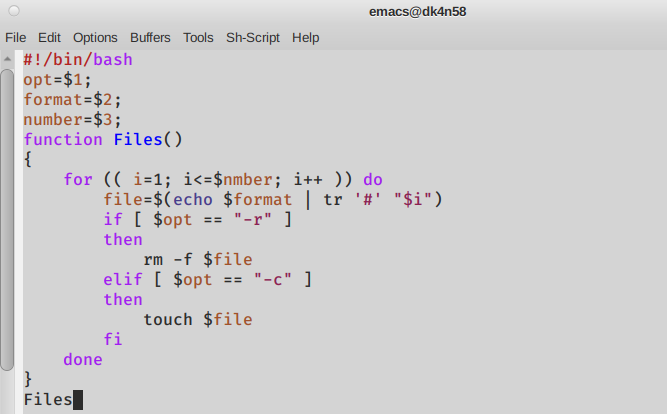 emacs@dk4n58
File Edit Options Buffers Tools Sh-Script Help
#!/bin/bash
opt=$1;
format=$2;
number=$3;
function Files()
{
    for (( i=1; i<=$nmber; i++ )) do
        file=$(echo $format | tr '#' "$i")
        if [ $opt == "-r" ]
        then
            rm -f $file
        elif [ $opt == "-c" ]
        then
            touch $file
        fi
    done
}
Files